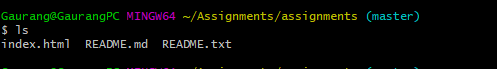 Gaurang@GaurangPC MINGW64 ~/Assignments/assignments (master)
$ ls
index.html  README.md  README.txt